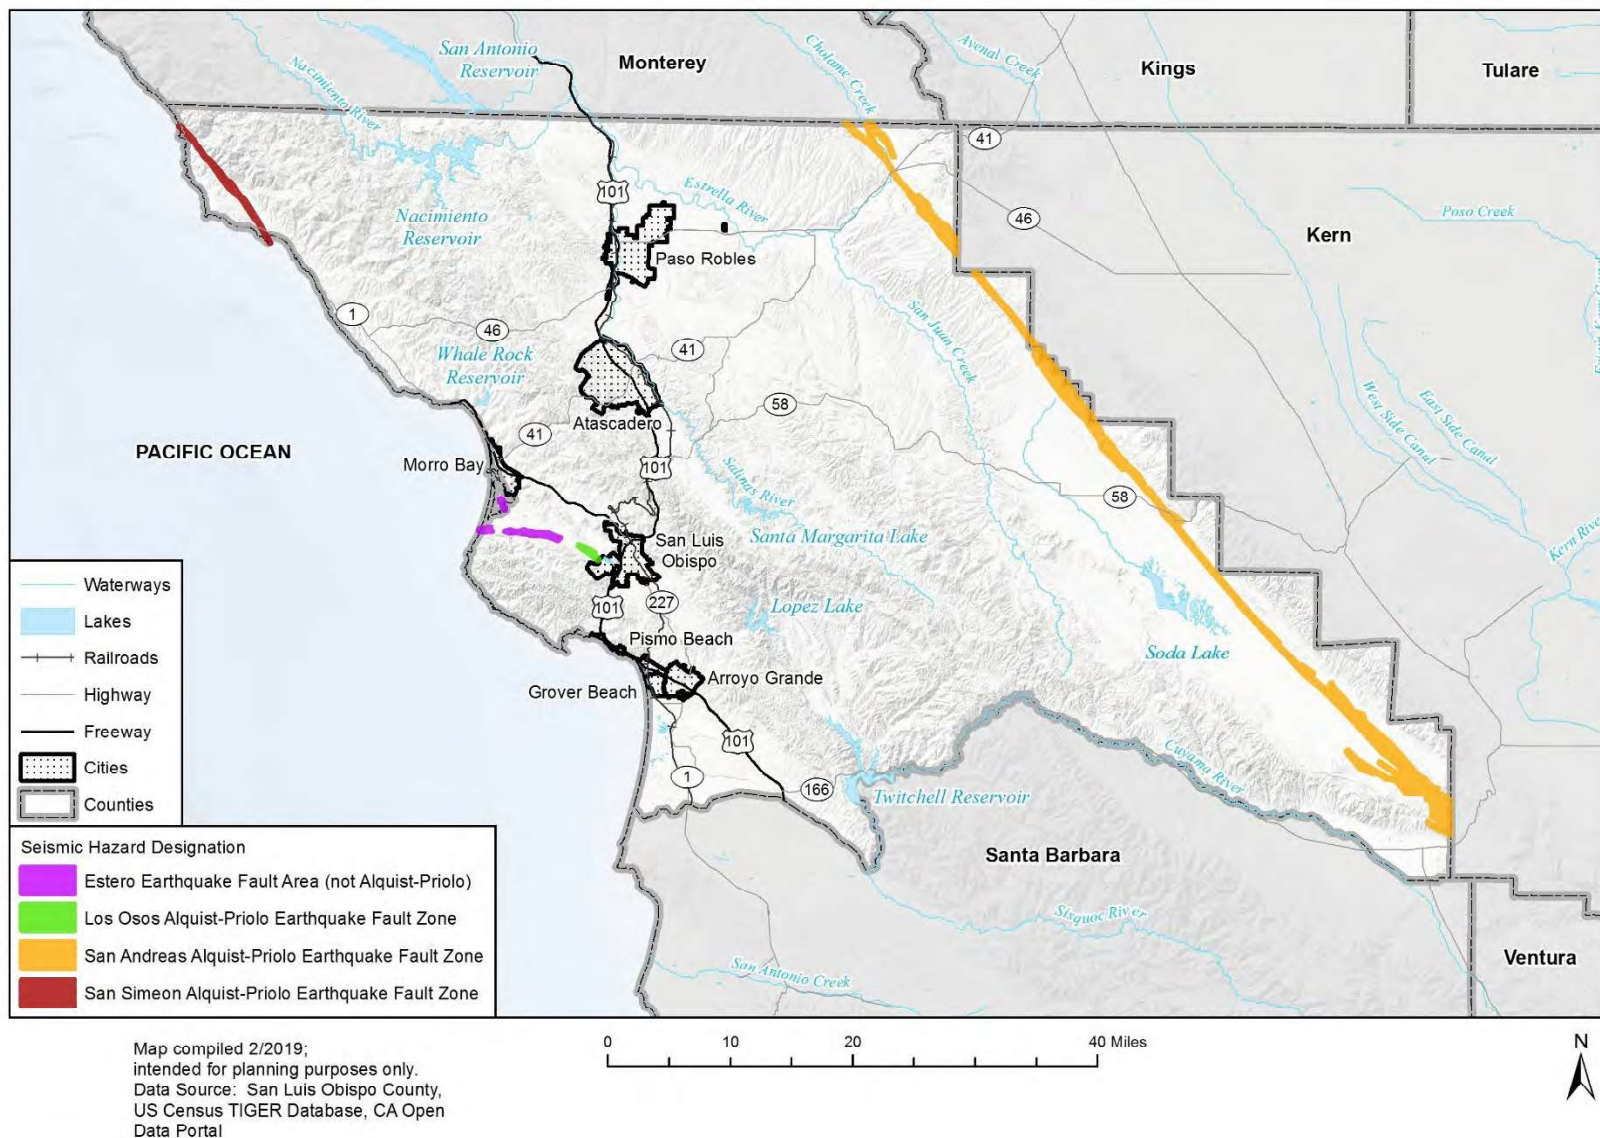 San Antonio
Reservoir
Monterey
Cholame Creek
Avenal Creek
Kings
Tulare
Nacimiento River
41
101
Estrella
River
Nacimiento
Reservoir
46
Poso Creek
Kern
Paso Robles
San Juan Creek
1
46
41
Whale Rock
Reservoir
58
Atascadero
West Side Canal
East Side Canal
41
PACIFIC OCEAN
Morro Bay
101
Salinas
River
58
Santa Margarita Lake
San Luis
Obispo
Kern River
101
227
Lopez Lake
Pismo Beach
Soda Lake
Arroyo Grande
Grover Beach
101
Cuyama River
1
166
Twitchell Reservoir
Santa Barbara
Sisquoc River
San Antonio Creek
Ventura
Waterways
Lakes
Railroads
Highway
Freeway
Cities
Counties
Seismic Hazard Designation
Estero Earthquake Fault Area (not Alquist-Priolo)
Los Osos Alquist-Priolo Earthquake Fault Zone
San Andreas Alquist-Priolo Earthquake Fault Zone
San Simeon Alquist-Priolo Earthquake Fault Zone
Map compiled 2/2019;
intended for planning purposes only.
Data Source: San Luis Obispo County,
US Census TIGER Database, CA Open
Data Portal
0 10 20 40 Miles
N